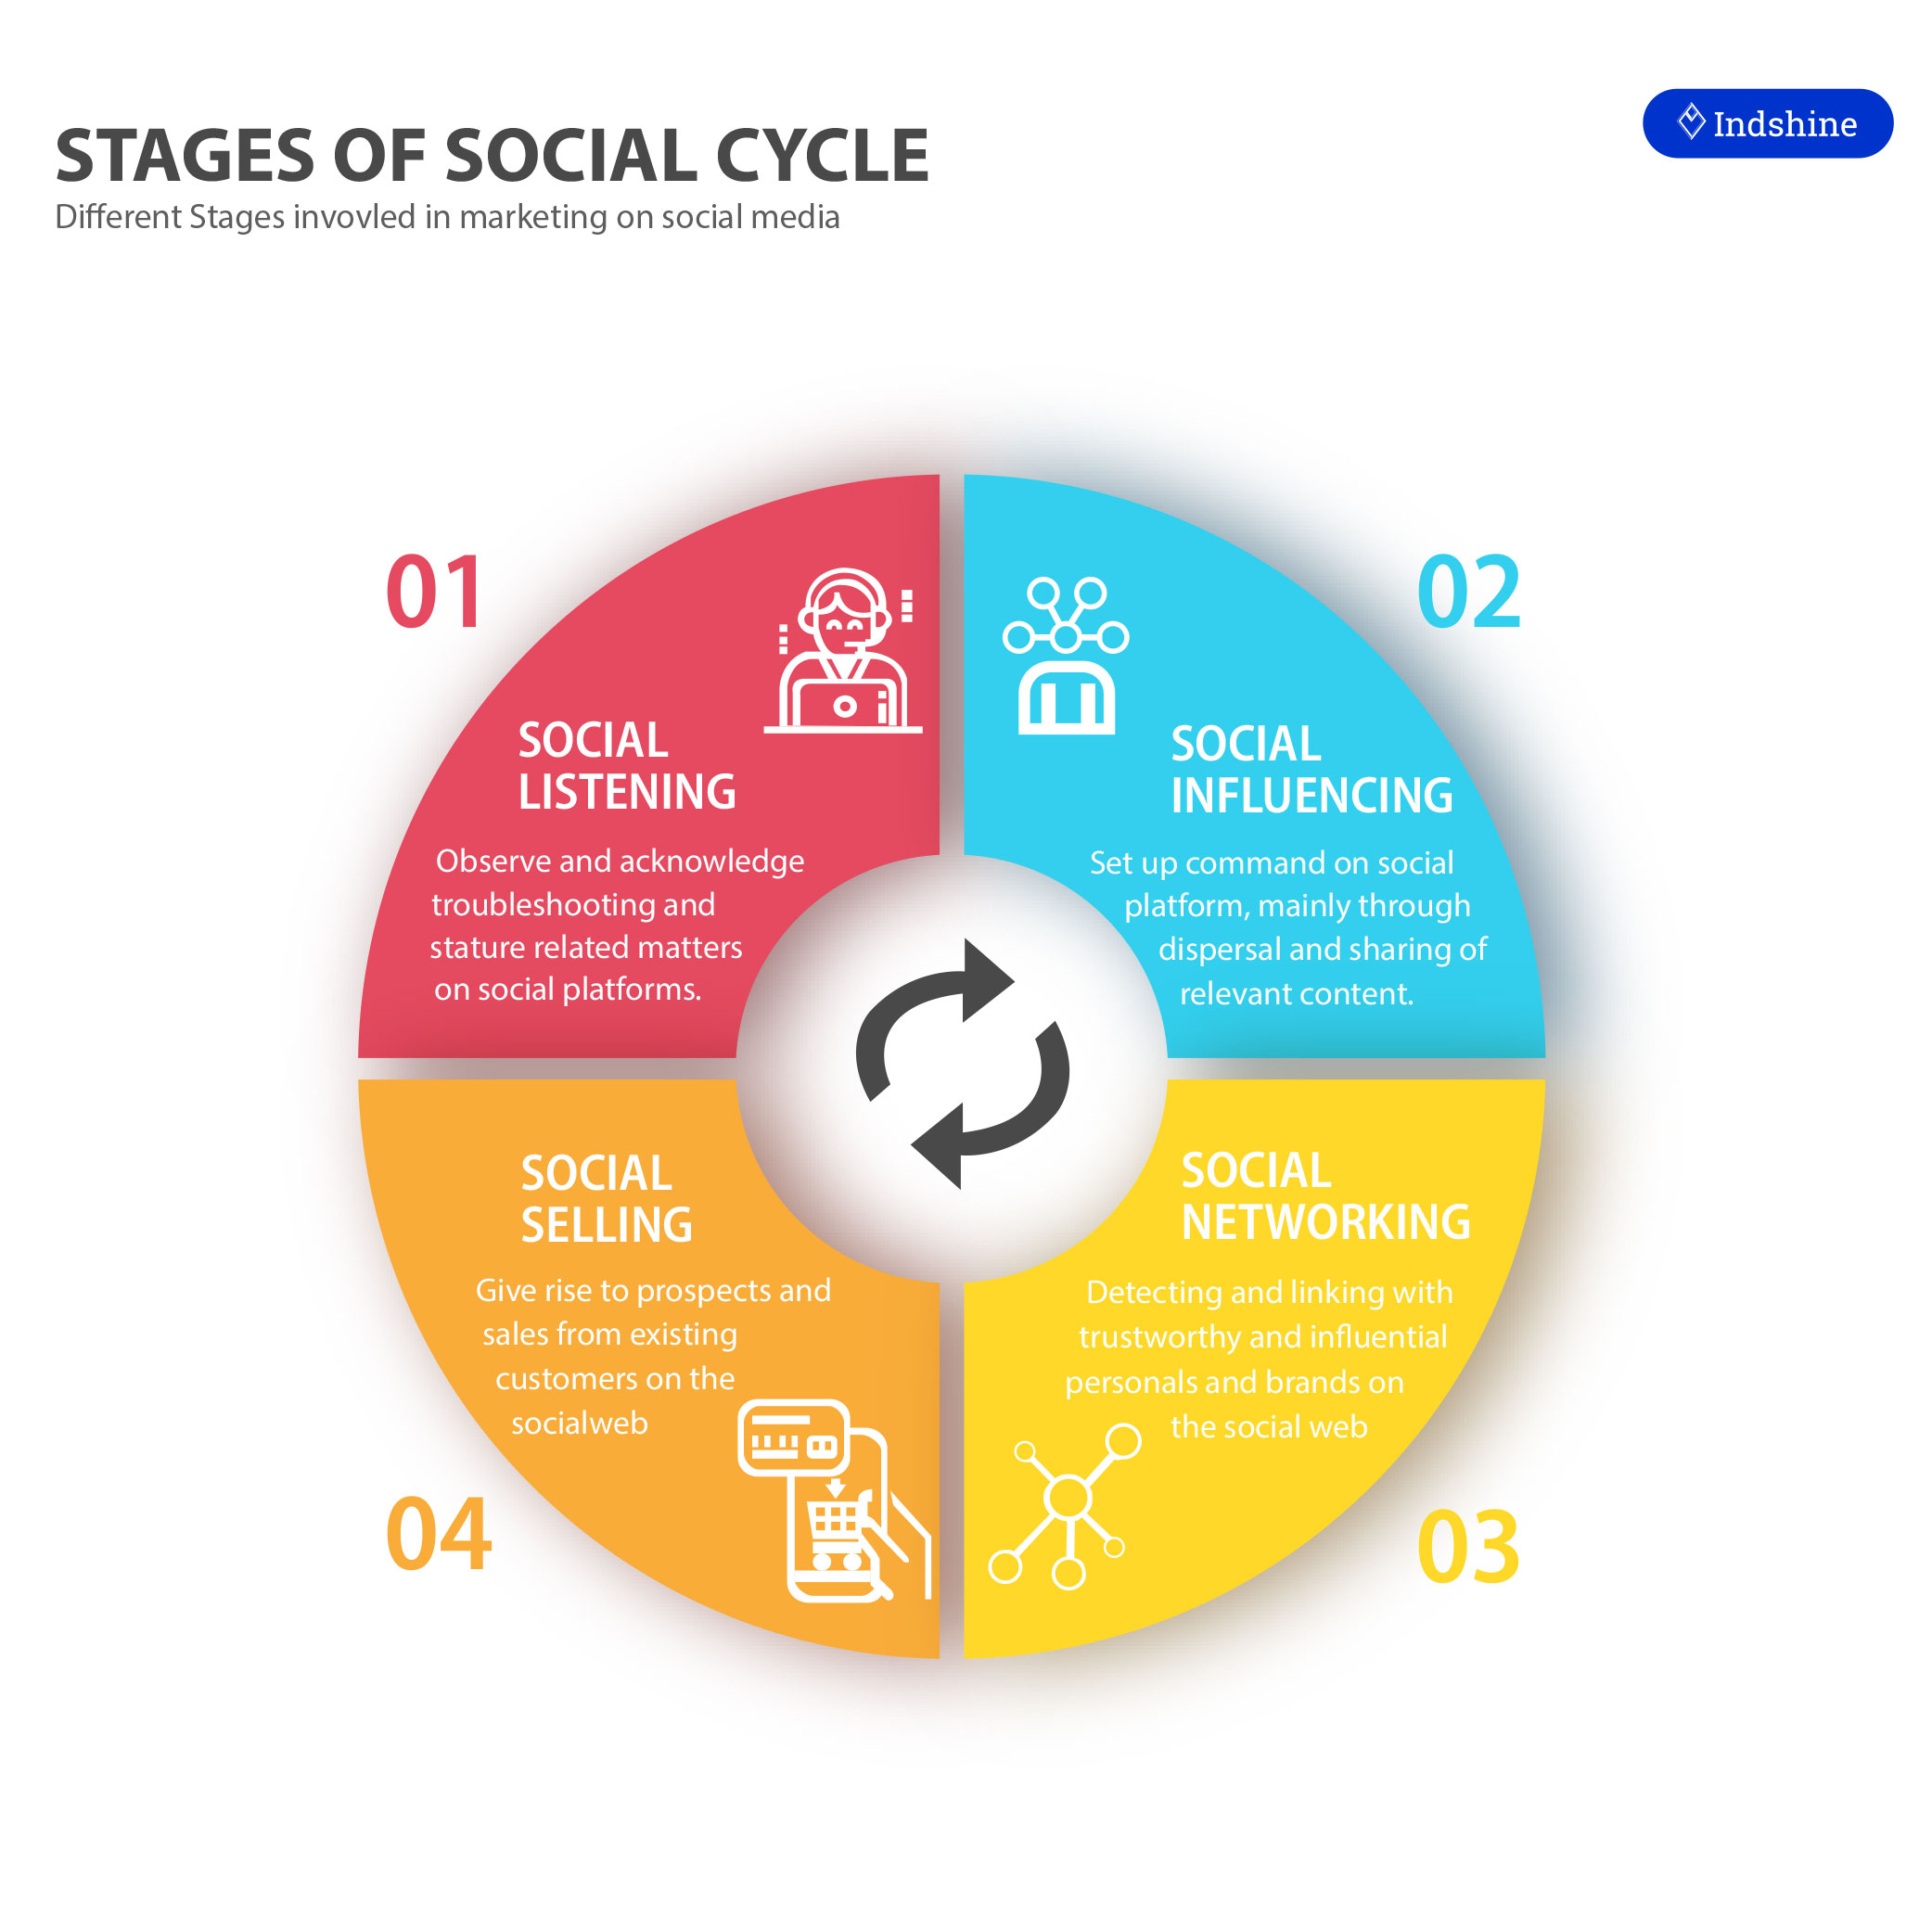 STAGES OF SOCIAL CYCLE
Different Stages invovled in marketing on social media
Indshine
01
SOCIAL
LISTENING
Observe and acknowledge
troubleshooting and
stature related matters
on social platforms.
02
SOCIAL
INFLUENCING
Set up command on social
platform, mainly through
dispersal and sharing of
relevant content.
SOCIAL
NETWORKING
Detecting and linking with
trustworthy and influential
personals and brands on
the social web
03
SOCIAL
SELLING
Give rise to prospects and
sales from existing
customers on the
socialweb
04